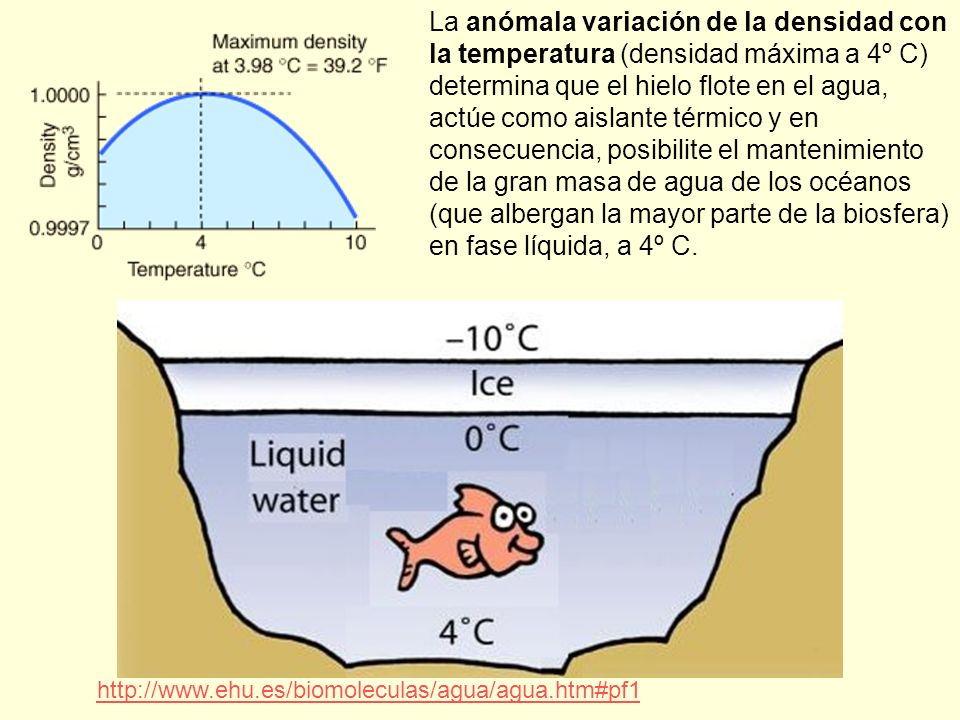 La anómala variación de la densidad con
la temperatura (densidad máxima a 4º C)
determina que el hielo flote en el agua,
actúe como aislante térmico y en
consecuencia, posibilite el mantenimiento
de la gran masa de agua de los océanos
(que albergan la mayor parte de la biosfera)
en fase líquida, a 4º C.
Maximum density
at 3.98 °C = 39.2 °F
1.0000
Density
g/cm³
0.9997
0
4
10
Temperature °C
–10˚C
Ice
0˚C
Liquid
water
4˚C
http://www.ehu.es/biomoleculas/agua/agua.htm#pf1